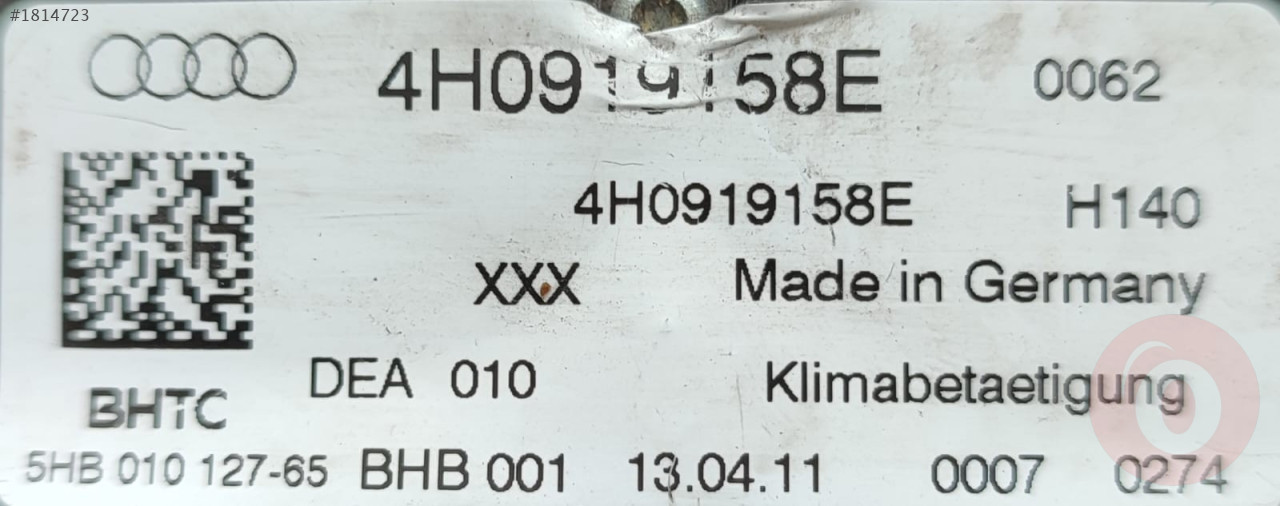 #1814723
4H0919158E 0062
4H0919158E H140
XXX Made in Germany
DEA 010 Klimabetaetigung
BHTC
5HB 010 127-65 BHB 001 13.04.11 0007 0274